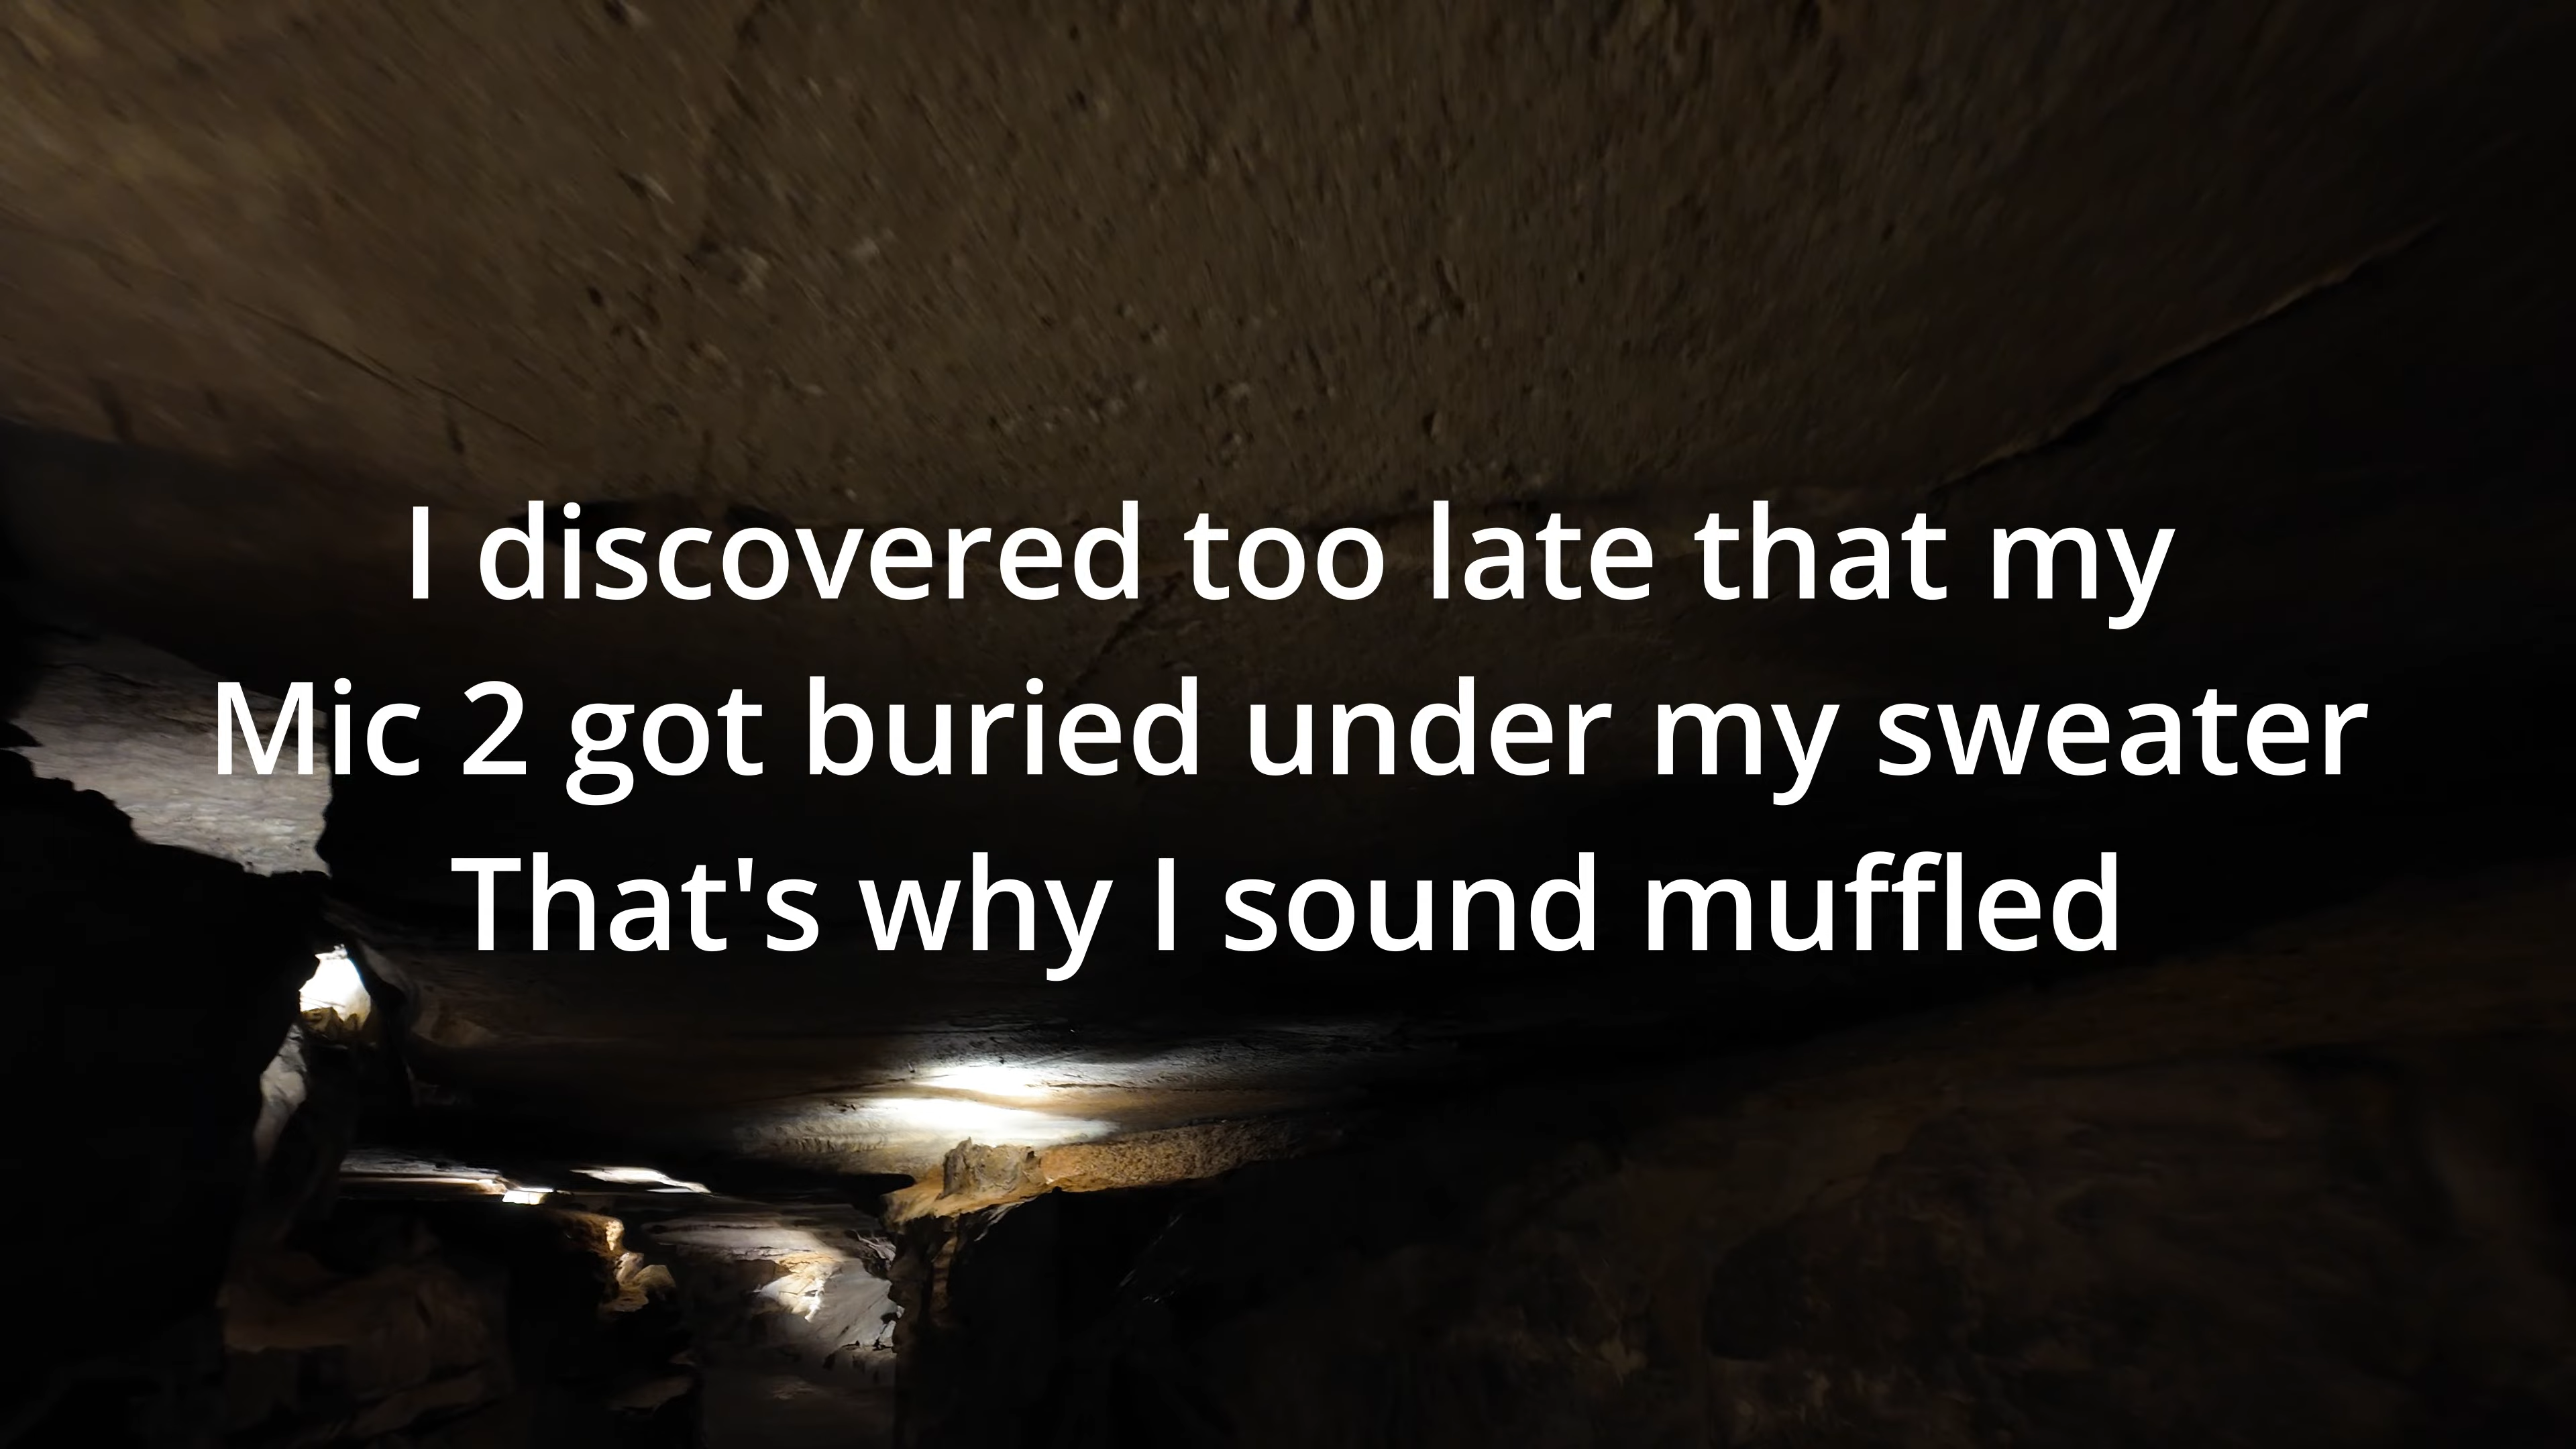 I discovered too late that my
Mic 2 got buried under my sweater
That's why I sound muffled